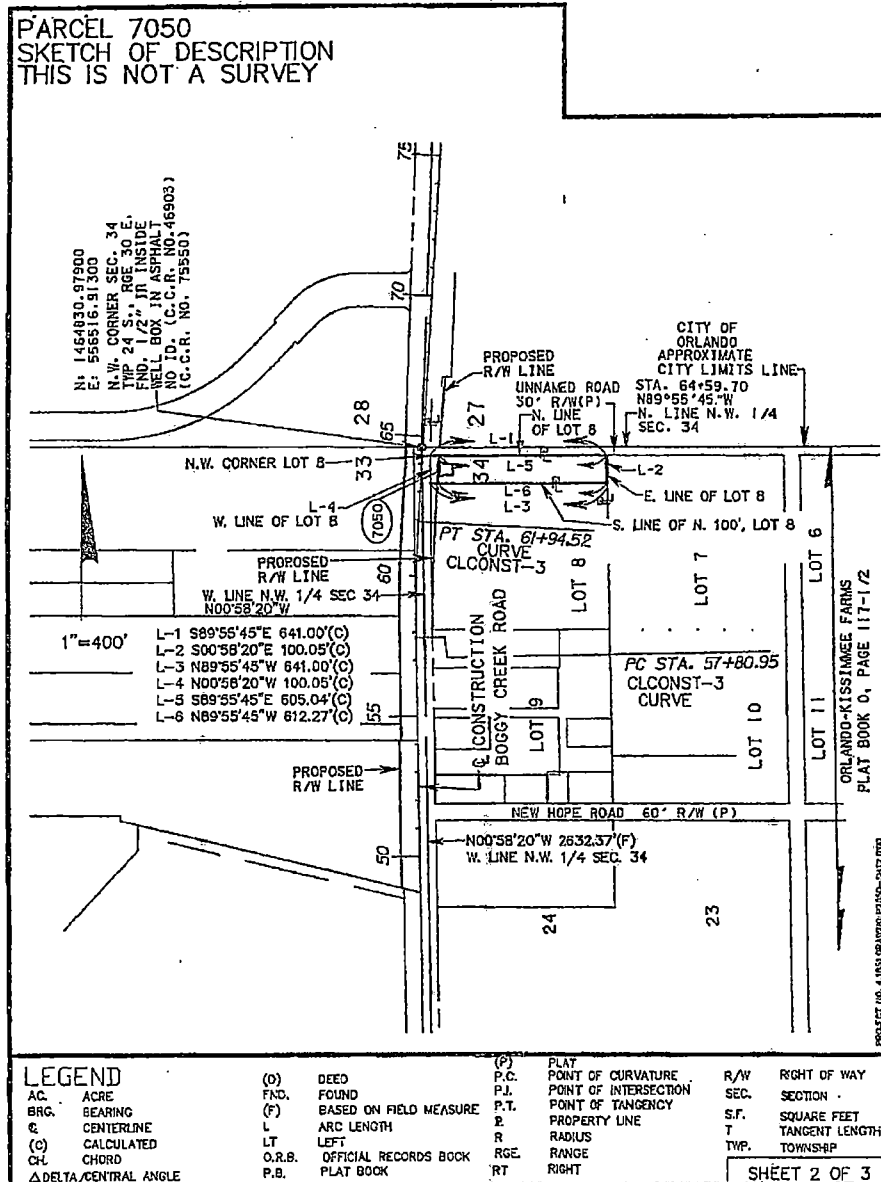 PARCEL 7050
SKETCH OF DESCRIPTION
THIS IS NOT A SURVEY
N: 1464830.97900
E: 556516.91300
N.W. CORNER SEC. 34
TWP 24 S., RGE 30 E.
FND. 1/2" IR INSIDE
WELL BOX IN ASPHALT
NO ID. (C.C.R. NO. 46903)
(C.C.R. NO. 75550)
75
70
65
28
27
33
34
PROPOSED
R/W LINE
UNNAMED ROAD
30' R/W(P)
N. LINE
OF LOT 8
CITY OF
ORLANDO
APPROXIMATE
CITY LIMITS LINE
STA. 64+59.70
N89°55'45"W
N. LINE N.W. 1/4
SEC. 34
L-1
L-5
L-2
L-6
L-3
N.W. CORNER LOT 8
L-4
W. LINE OF LOT 8
7050
E. LINE OF LOT 8
S. LINE OF N. 100', LOT 8
PT STA. 61+94.52
CURVE
CLCONST-3
PROPOSED
R/W LINE
60
W. LINE N.W. 1/4 SEC 34
N00°58'20"W
LOT 8
LOT 7
LOT 6
1"=400'
L-1 S89°55'45"E 641.00'(C)
L-2 S00°58'20"E 100.05'(C)
L-3 N89°55'45"W 641.00'(C)
L-4 N00°58'20"W 100.05'(C)
L-5 S89°55'45"E 605.04'(C)
L-6 N89°55'45"W 612.27'(C)
55
℄ CONSTRUCTION
BOGGY CREEK ROAD
PC STA. 57+80.95
CLCONST-3
CURVE
LOT 9
LOT 10
LOT 11
ORLANDO-KISSIMMEE FARMS
PLAT BOOK O, PAGE 117-1/2
PROPOSED
R/W LINE
NEW HOPE ROAD 60' R/W (P)
50
N00°58'20"W 2632.37'(F)
W. LINE N.W. 1/4 SEC. 34
24
23
LEGEND
AC. ACRE
BRG. BEARING
℄ CENTERLINE
(C) CALCULATED
CH. CHORD
Δ DELTA/CENTRAL ANGLE
(D) DEED
FND. FOUND
(F) BASED ON FIELD MEASURE
L ARC LENGTH
LT LEFT
O.R.B. OFFICIAL RECORDS BOOK
P.B. PLAT BOOK
(P) PLAT
P.C. POINT OF CURVATURE
P.I. POINT OF INTERSECTION
P.T. POINT OF TANGENCY
PL PROPERTY LINE
R RADIUS
RGE. RANGE
RT RIGHT
R/W RIGHT OF WAY
SEC. SECTION
S.F. SQUARE FEET
T TANGENT LENGTH
TWP. TOWNSHIP
SHEET 2 OF 3